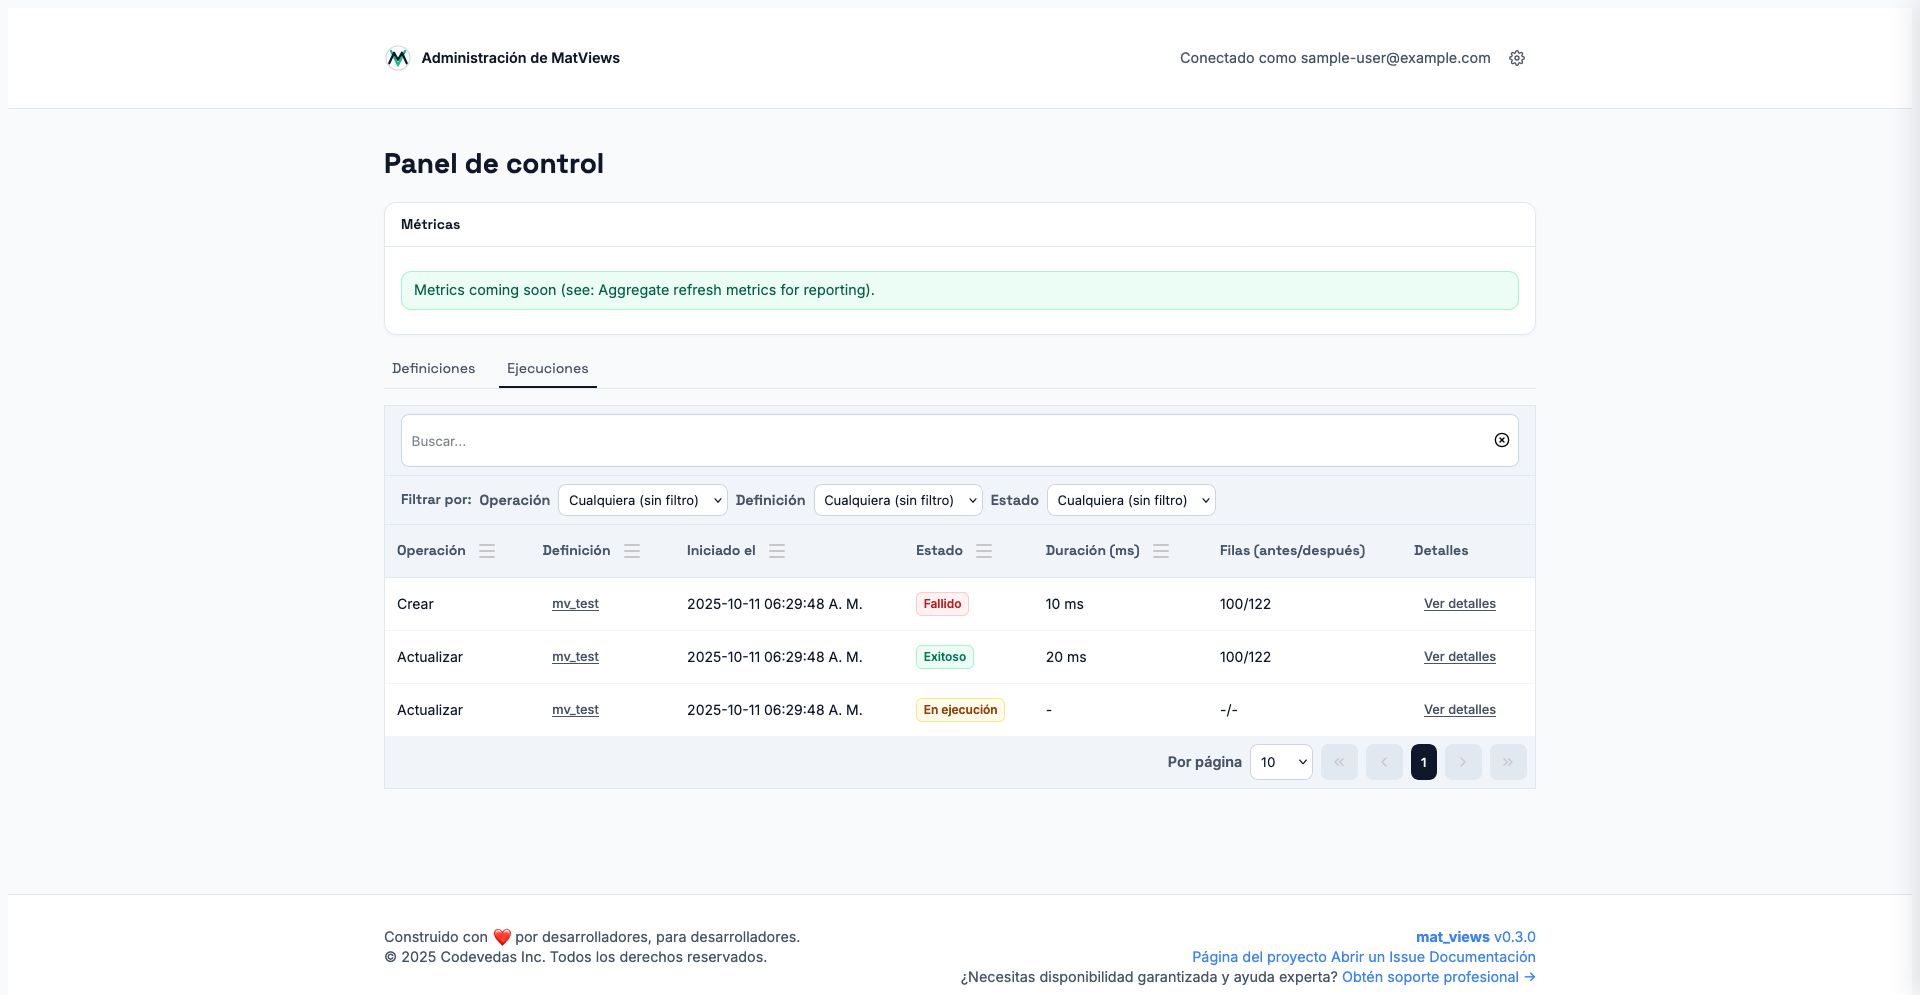 Administración de MatViews
Conectado como sample-user@example.com
Panel de control
Métricas
Metrics coming soon (see: Aggregate refresh metrics for reporting).
Definiciones Ejecuciones
Buscar...
Filtrar por: Operación Cualquiera (sin filtro) Definición Cualquiera (sin filtro) Estado Cualquiera (sin filtro)
Operación Definición Iniciado el Estado Duración (ms) Filas (antes/después) Detalles
Crear mv_test 2025-10-11 06:29:48 A. M. Fallido 10 ms 100/122 Ver detalles
Actualizar mv_test 2025-10-11 06:29:48 A. M. Exitoso 20 ms 100/122 Ver detalles
Actualizar mv_test 2025-10-11 06:29:48 A. M. En ejecución - -/- Ver detalles
Por página 10 « ‹ 1 › »
Construido con ❤️ por desarrolladores, para desarrolladores.
© 2025 Codevedas Inc. Todos los derechos reservados.
mat_views v0.3.0
Página del proyecto Abrir un Issue Documentación
¿Necesitas disponibilidad garantizada y ayuda experta? Obtén soporte profesional →